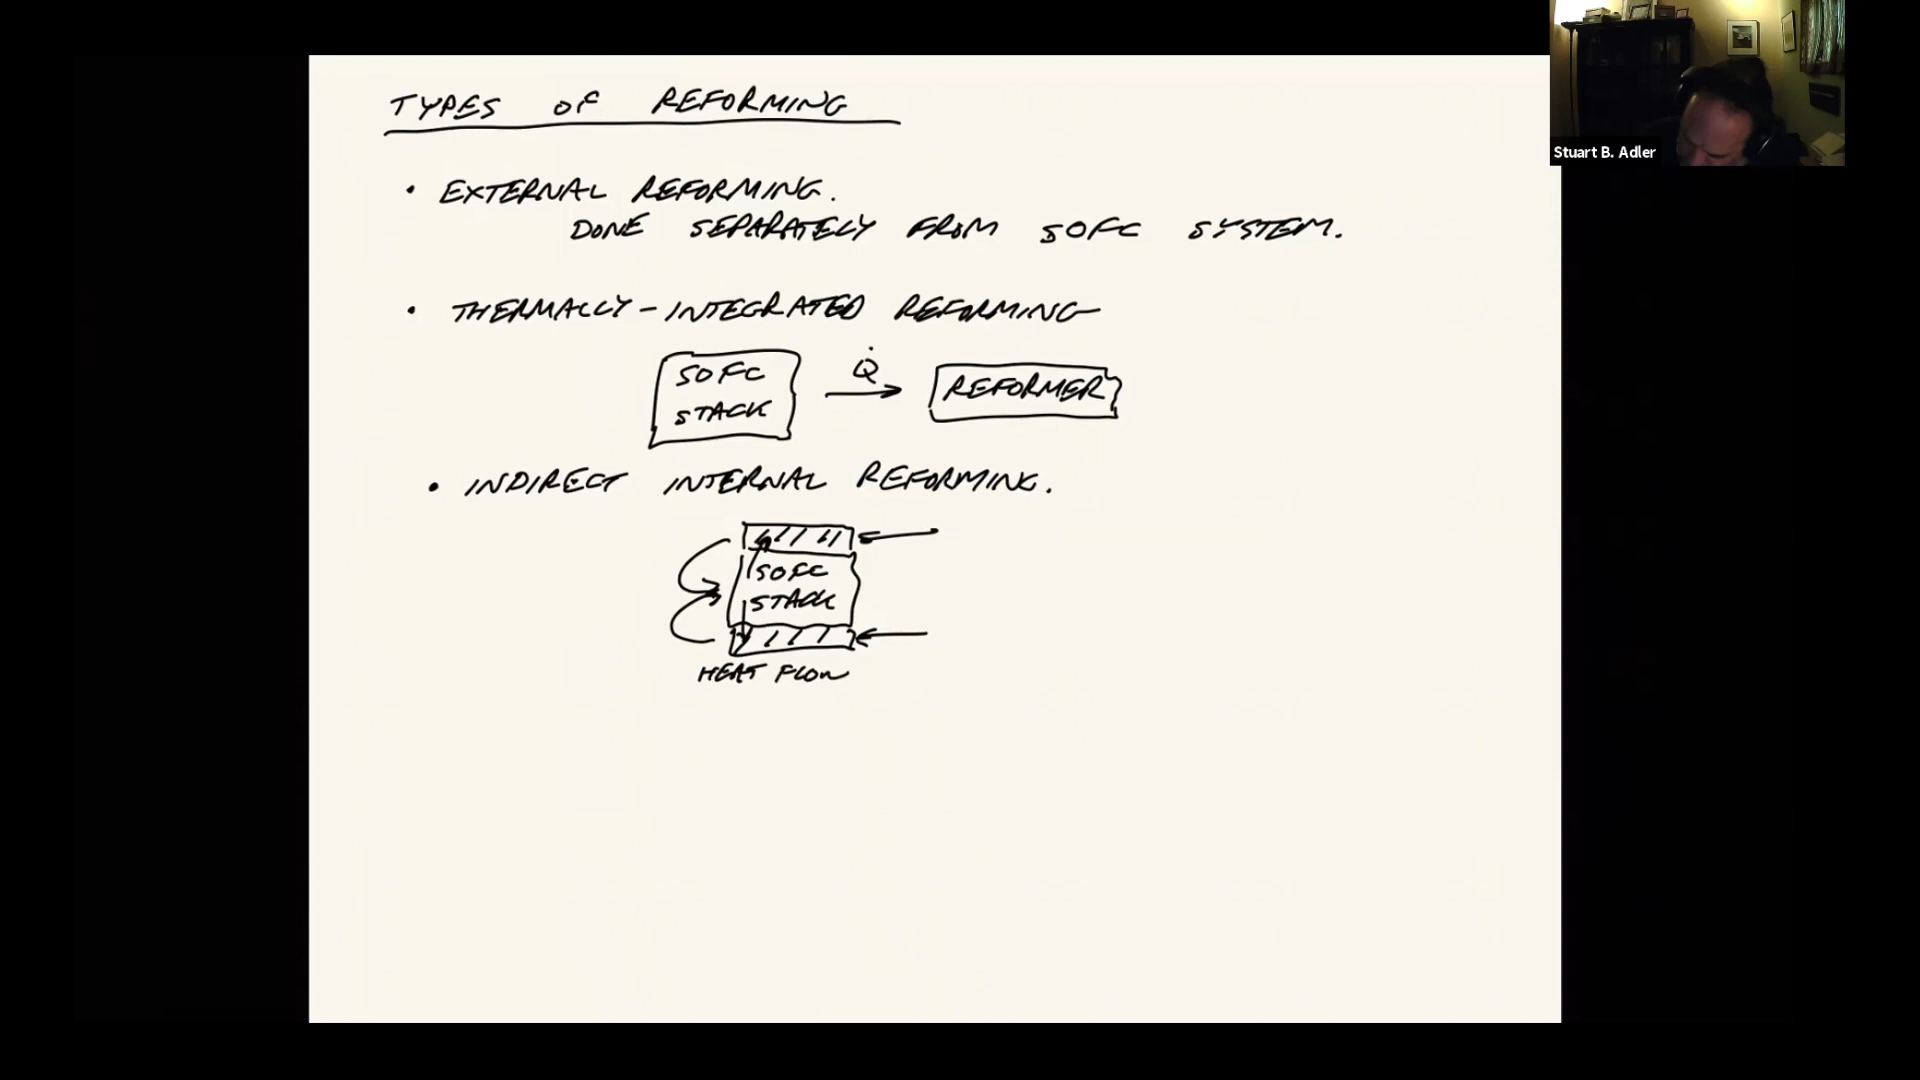 TYPES OF REFORMING
• EXTERNAL REFORMING.
DONE SEPARATELY FROM SOFC SYSTEM.
• THERMALLY-INTEGRATED REFORMING
SOFC STACK
Q̇
REFORMER
• INDIRECT INTERNAL REFORMING.
SOFC
STACK
HEAT FLOW
Stuart B. Adler